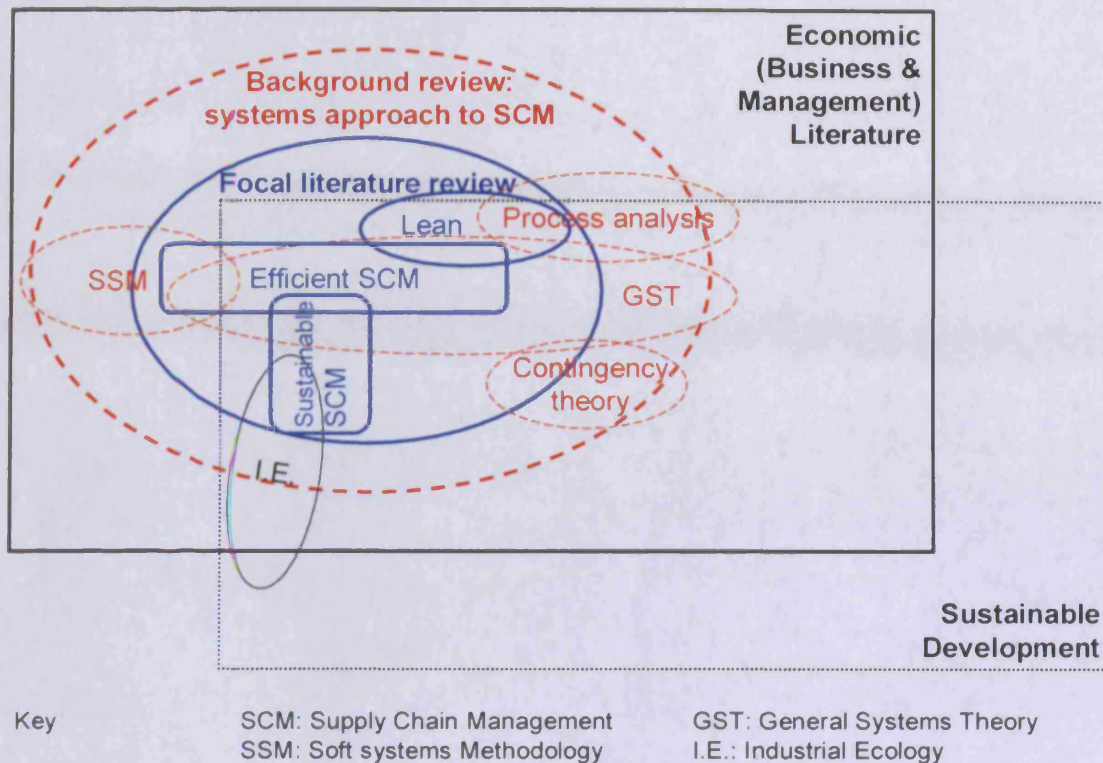 Economic
(Business &
Management)
Literature
Background review:
systems approach to SCM
Focal literature review
Lean
Process analysis
SSM
Efficient SCM
GST
Sustainable
SCM
Contingency
theory
I.E.
Sustainable
Development
Key
SCM: Supply Chain Management
GST: General Systems Theory
SSM: Soft systems Methodology
I.E.: Industrial Ecology